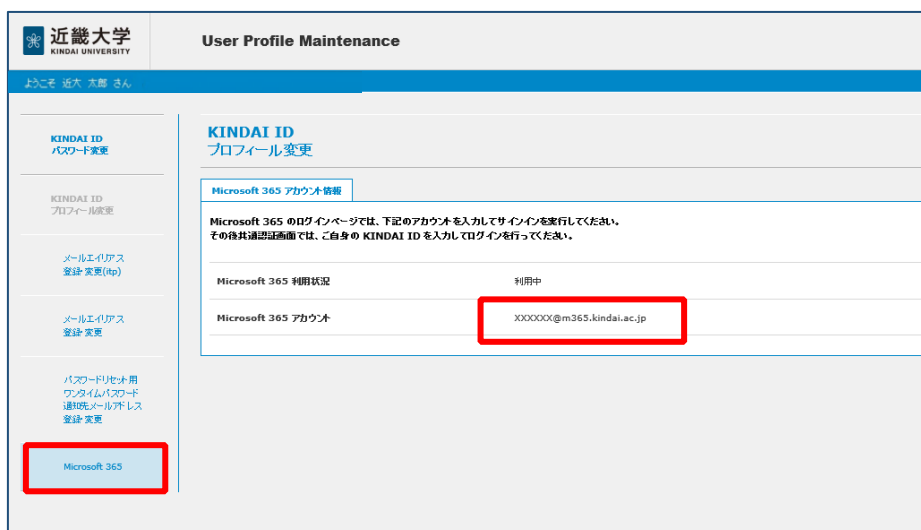 近畿大学
KINDAI UNIVERSITY
User Profile Maintenance
ようこそ 近大 太郎 さん
KINDAI ID
パスワード変更
KINDAI ID
プロフィール変更
メールエイリアス
登録・変更(itp)
メールエイリアス
登録・変更
パスワードリセット用
ワンタイムパスワード
通知先メールアドレス
登録・変更
Microsoft 365
KINDAI ID
プロフィール変更
Microsoft 365 アカウント情報
Microsoft 365 のログインページでは、下記のアカウントを入力してサインインを実行してください。
その後共通認証画面では、ご自身の KINDAI ID を入力してログインを行ってください。
Microsoft 365 利用状況
利用中
Microsoft 365 アカウント
XXXXXX@m365.kindai.ac.jp